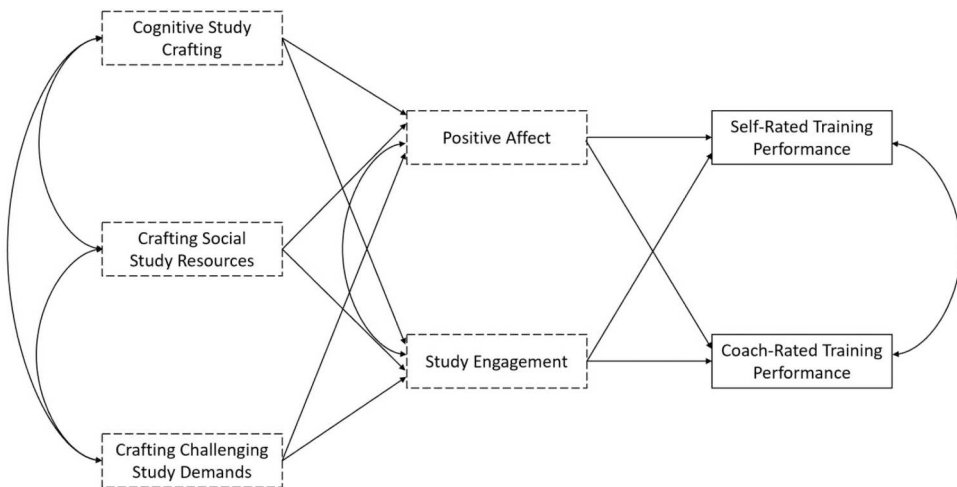 Cognitive Study
Crafting
Positive Affect
Self-Rated Training
Performance
Crafting Social
Study Resources
Study Engagement
Coach-Rated Training
Performance
Crafting Challenging
Study Demands